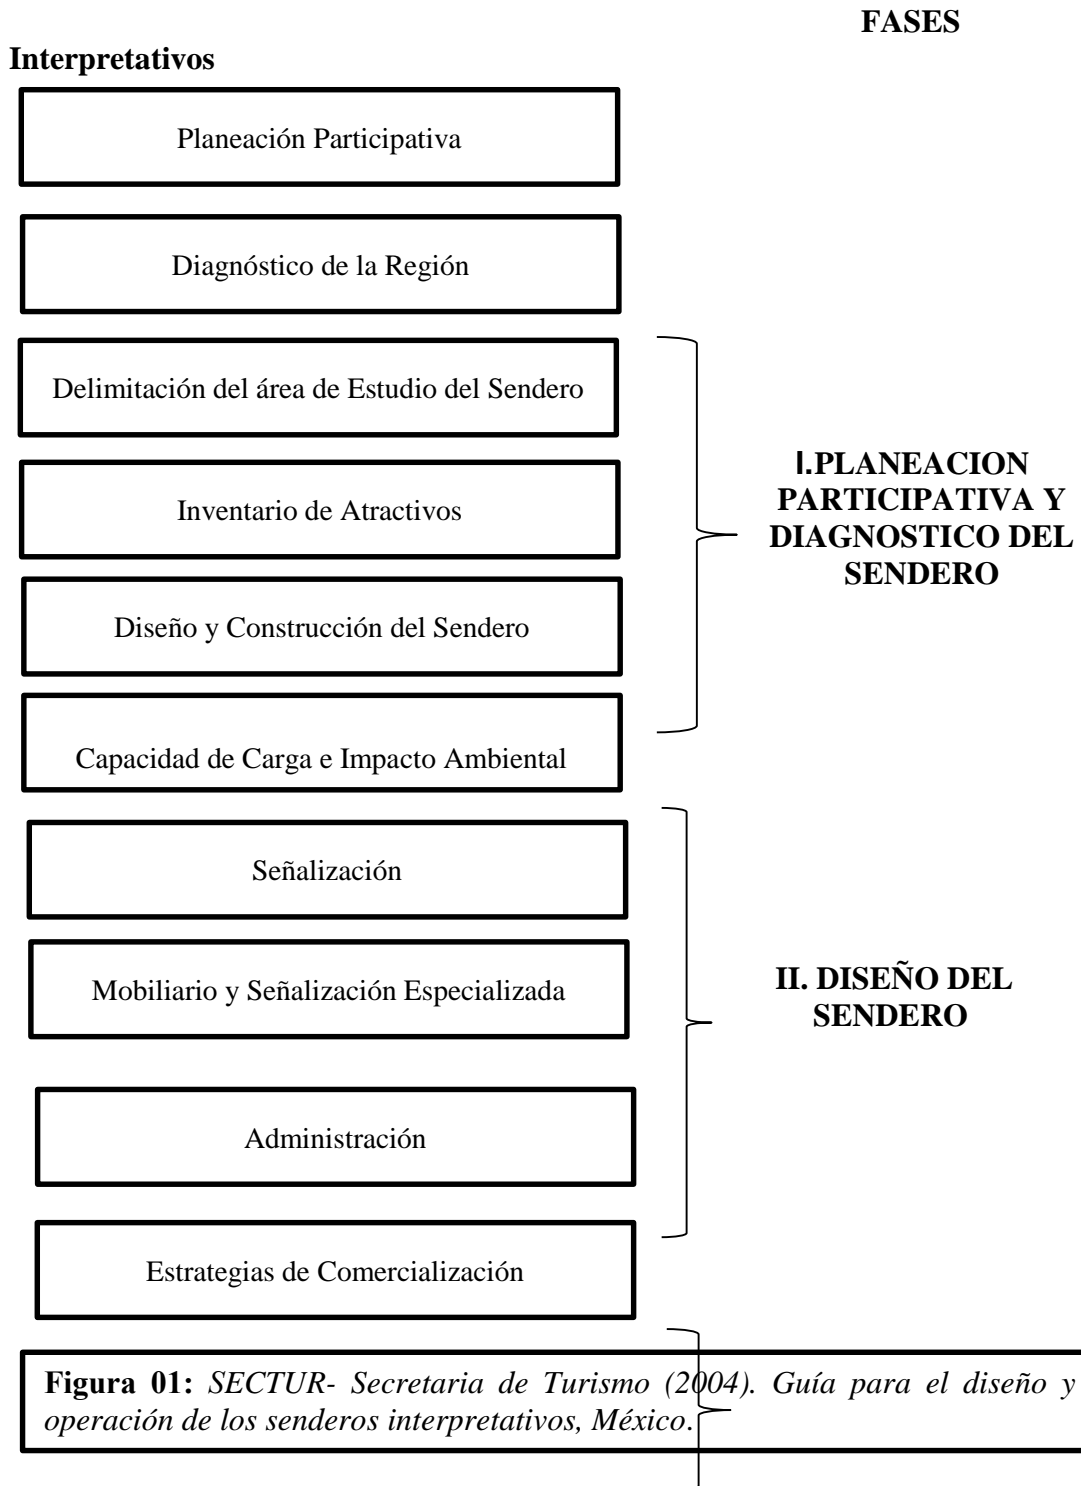 FASES
Interpretativos
Planeación Participativa
Diagnóstico de la Región
Delimitación del área de Estudio del Sendero
Inventario de Atractivos
Diseño y Construcción del Sendero
Capacidad de Carga e Impacto Ambiental
I.PLANEACION
PARTICIPATIVA Y
DIAGNOSTICO DEL
SENDERO
Señalización
Mobiliario y Señalización Especializada
Administración
Estrategias de Comercialización
II. DISEÑO DEL
SENDERO
Figura 01: SECTUR- Secretaria de Turismo (2004). Guía para el diseño y
operación de los senderos interpretativos, México.